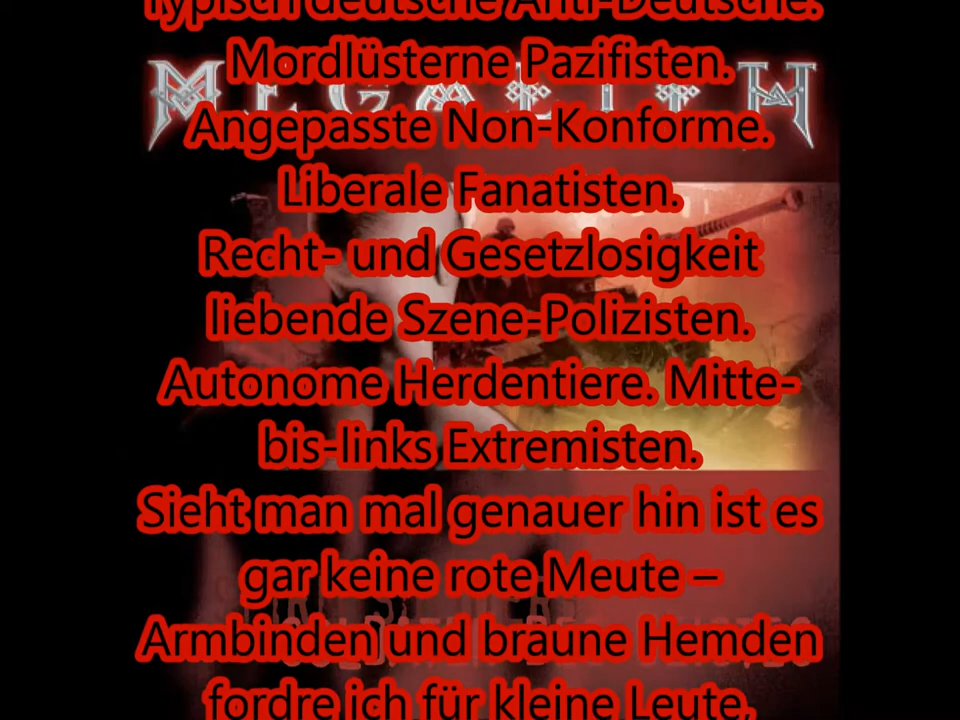 Typisch deutsche Anti-Deutsche.
Mordlüsterne Pazifisten.
MEGALITH
Angepasste Non-Konforme.
Liberale Fanatisten.
Recht- und Gesetzlosigkeit
liebende Szene-Polizisten.
Autonome Herdentiere. Mitte-
bis-links Extremisten.
Sieht man mal genauer hin ist es
gar keine rote Meute –
Armbinden und braune Hemden
fordre ich für kleine Leute.